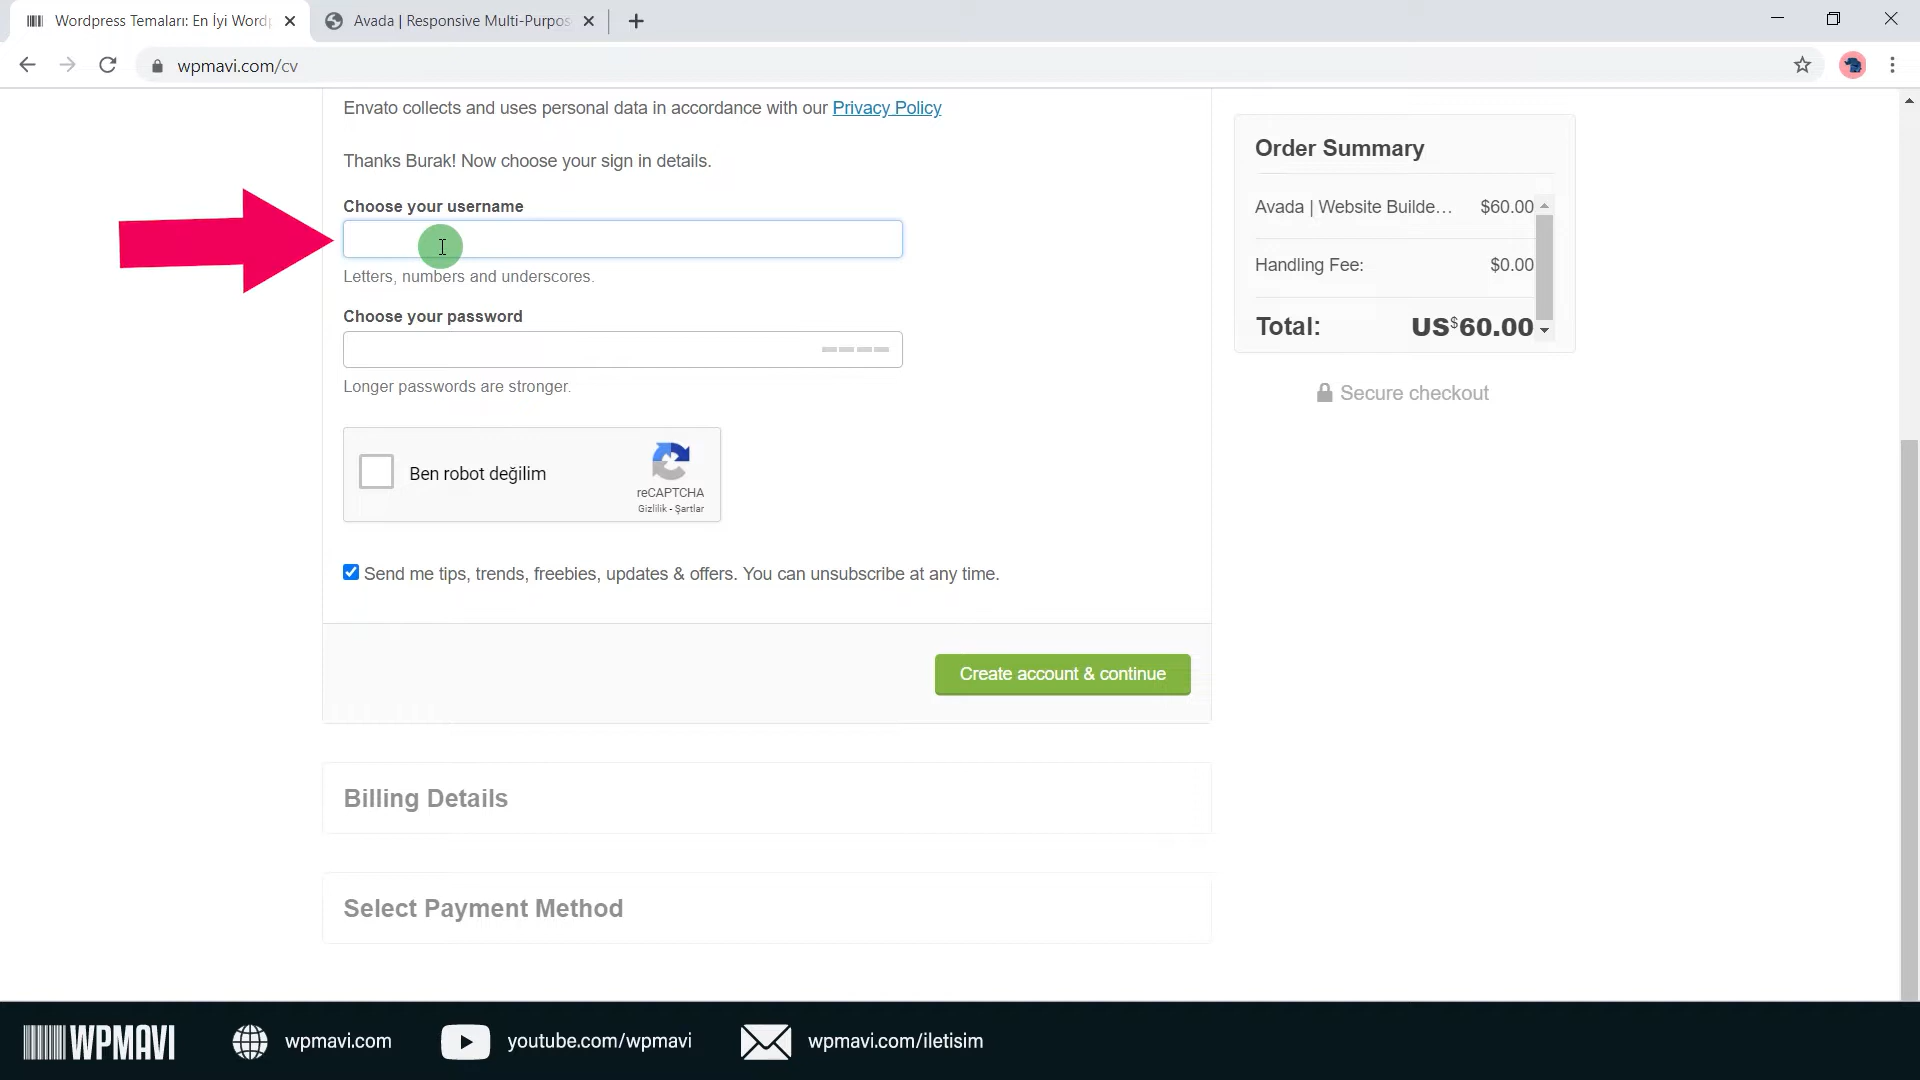 Wordpress Temaları: En İyi Wordp
Avada | Responsive Multi-Purpos
wpmavi.com/cv
Envato collects and uses personal data in accordance with our Privacy Policy
Thanks Burak! Now choose your sign in details.
Choose your username
Letters, numbers and underscores.
Choose your password
Longer passwords are stronger.
Ben robot değilim
reCAPTCHA
Gizlilik - Şartlar
Send me tips, trends, freebies, updates & offers. You can unsubscribe at any time.
Create account & continue
Billing Details
Select Payment Method
Order Summary
Avada | Website Builde... $60.00
Handling Fee: $0.00
Total: US$60.00
Secure checkout
WPMAVI
wpmavi.com
youtube.com/wpmavi
wpmavi.com/iletisim